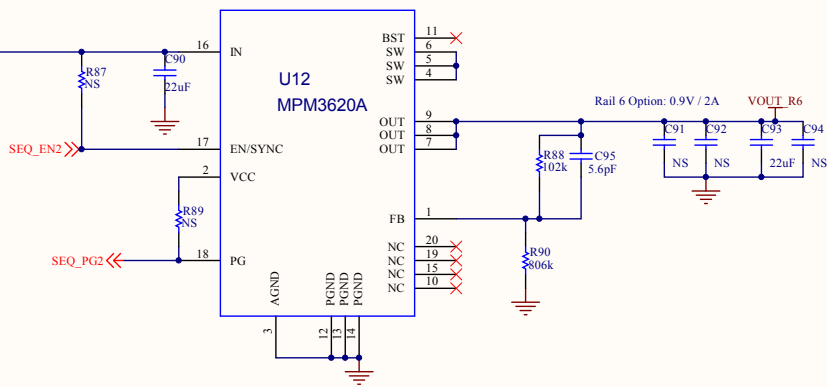 R87
NS
C90
22uF
16
IN
U12
MPM3620A
BST
11
SW
6
SW
5
SW
4
OUT
9
OUT
8
OUT
7
Rail 6 Option: 0.9V / 2A
VOUT_R6
C91
NS
C92
NS
C93
22uF
C94
NS
SEQ_EN2
17
EN/SYNC
2
VCC
R88
102k
C95
5.6pF
R89
NS
FB
1
SEQ_PG2
18
PG
NC
20
NC
19
NC
15
NC
10
R90
806k
AGND
PGND
PGND
PGND
3
12
13
14